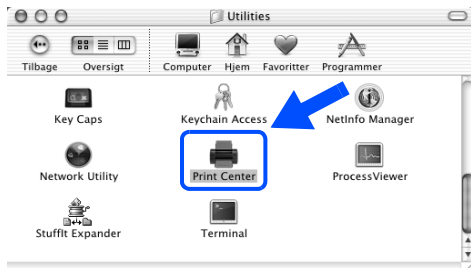 Utilities
Tilbage Oversigt Computer Hjem Favoritter Programmer
Key Caps Keychain Access NetInfo Manager
Network Utility Print Center ProcessViewer
StuffIt Expander Terminal